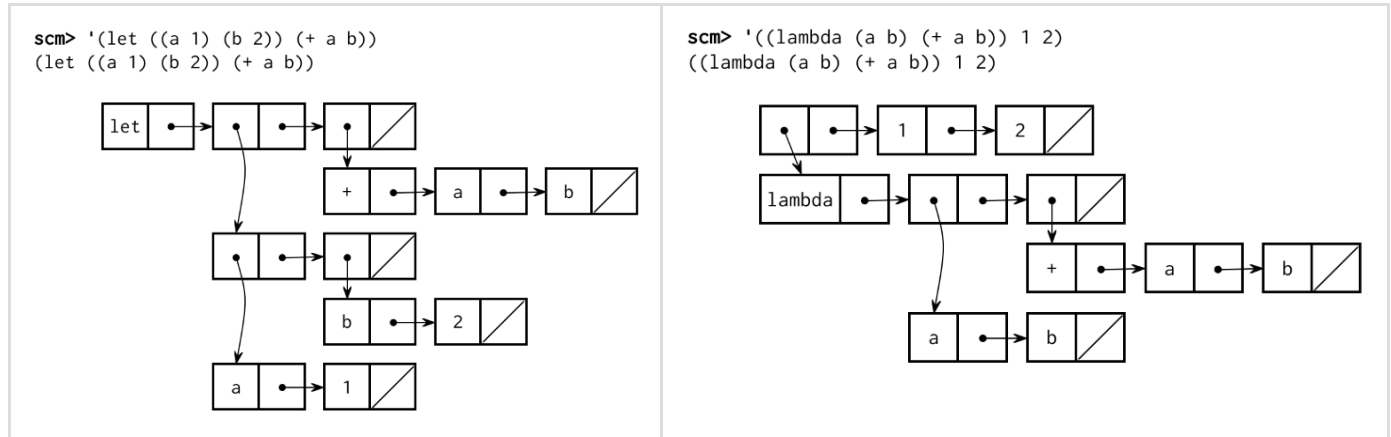 scm> '(let ((a 1) (b 2)) (+ a b))
(let ((a 1) (b 2)) (+ a b))
let
+ a b
b 2
a 1
scm> '((lambda (a b) (+ a b)) 1 2)
((lambda (a b) (+ a b)) 1 2)
1 2
lambda
+ a b
a b